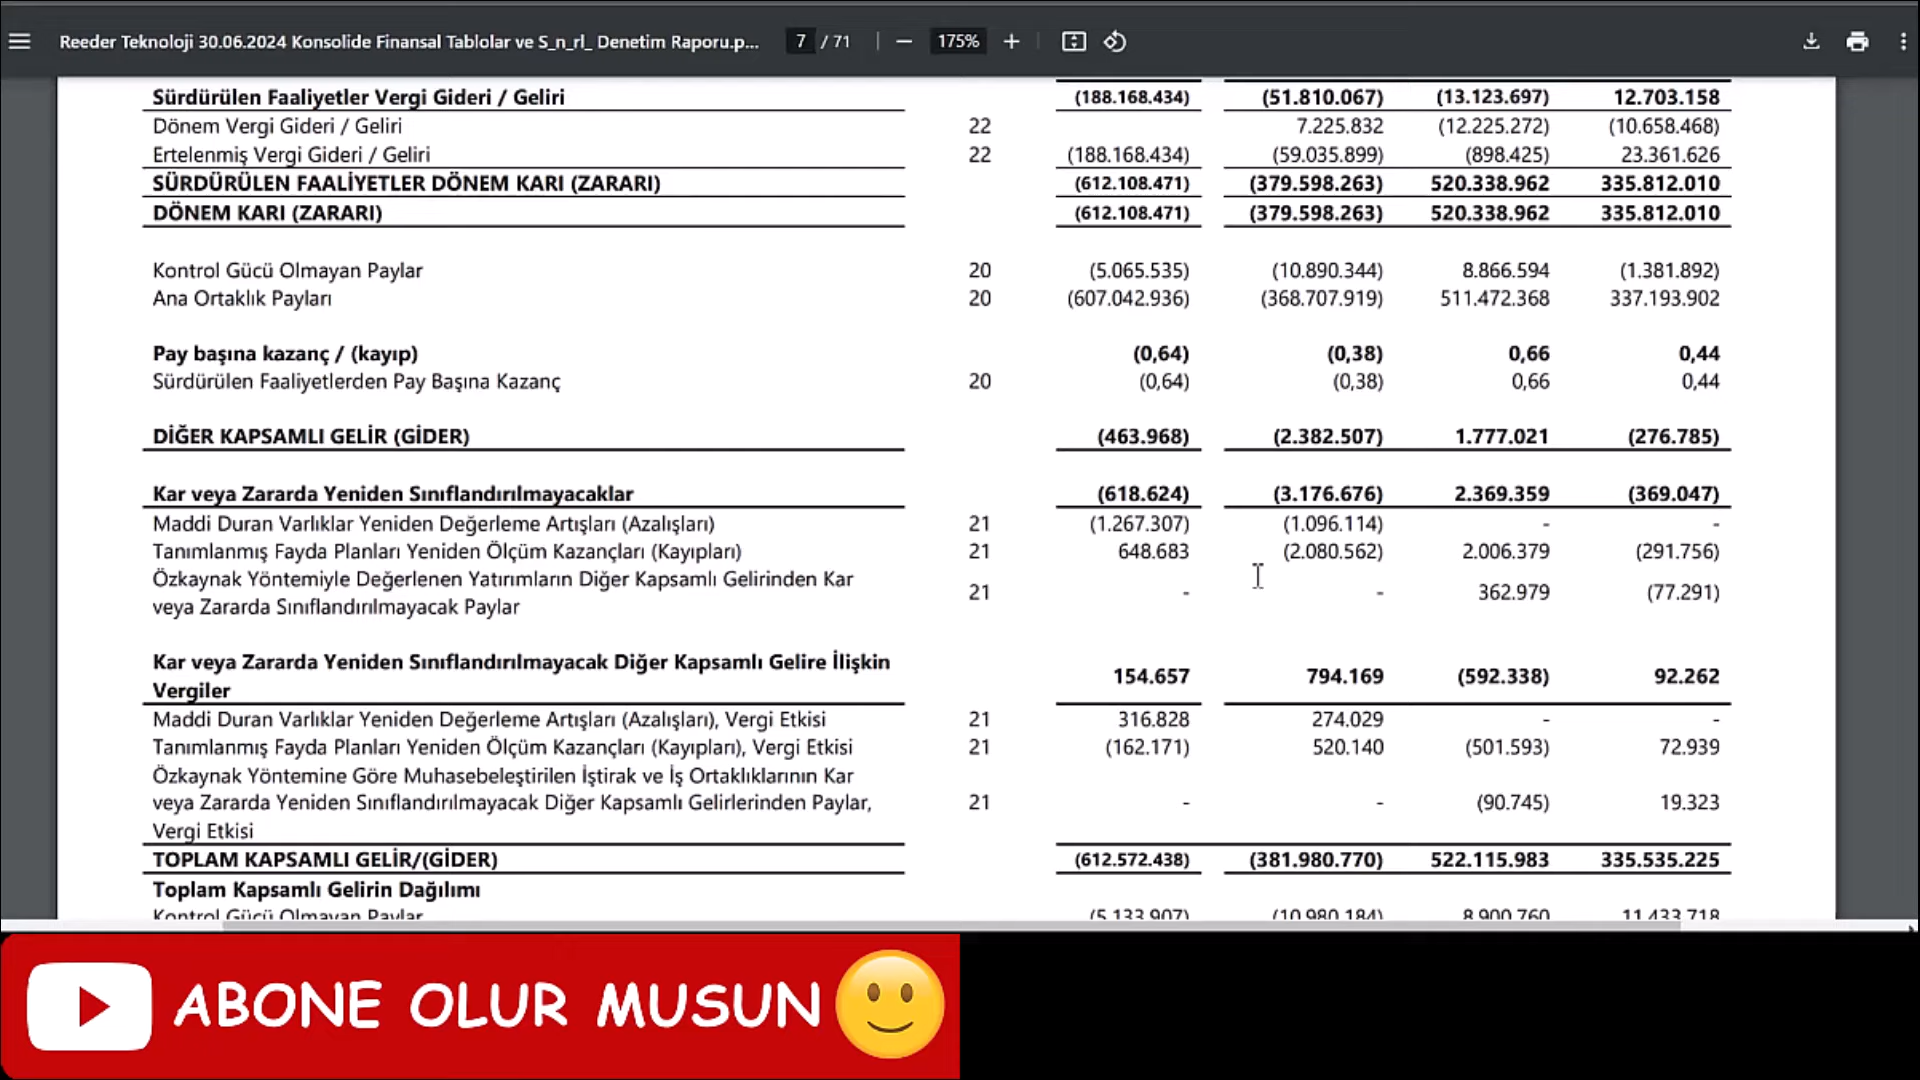 Reeder Teknoloji 30.06.2024 Konsolide Finansal Tablolar ve S_n_rl_ Denetim Raporu.p... 7 / 71 175%
Sürdürülen Faaliyetler Vergi Gideri / Geliri (188.168.434) (51.810.067) (13.123.697) 12.703.158
Dönem Vergi Gideri / Geliri 22 7.225.832 (12.225.272) (10.658.468)
Ertelenmiş Vergi Gideri / Geliri 22 (188.168.434) (59.035.899) (898.425) 23.361.626
SÜRDÜRÜLEN FAALİYETLER DÖNEM KARI (ZARARI) (612.108.471) (379.598.263) 520.338.962 335.812.010
DÖNEM KARI (ZARARI) (612.108.471) (379.598.263) 520.338.962 335.812.010
Kontrol Gücü Olmayan Paylar 20 (5.065.535) (10.890.344) 8.866.594 (1.381.892)
Ana Ortaklık Payları 20 (607.042.936) (368.707.919) 511.472.368 337.193.902
Pay başına kazanç / (kayıp) (0,64) (0,38) 0,66 0,44
Sürdürülen Faaliyetlerden Pay Başına Kazanç 20 (0,64) (0,38) 0,66 0,44
DİĞER KAPSAMLI GELİR (GİDER) (463.968) (2.382.507) 1.777.021 (276.785)
Kar veya Zararda Yeniden Sınıflandırılmayacaklar (618.624) (3.176.676) 2.369.359 (369.047)
Maddi Duran Varlıklar Yeniden Değerleme Artışları (Azalışları) 21 (1.267.307) (1.096.114) - -
Tanımlanmış Fayda Planları Yeniden Ölçüm Kazançları (Kayıpları) 21 648.683 (2.080.562) 2.006.379 (291.756)
Özkaynak Yöntemiyle Değerlenen Yatırımların Diğer Kapsamlı Gelirinden Kar
veya Zararda Sınıflandırılmayacak Paylar 21 - - 362.979 (77.291)
Kar veya Zararda Yeniden Sınıflandırılmayacak Diğer Kapsamlı Gelire İlişkin
Vergiler 154.657 794.169 (592.338) 92.262
Maddi Duran Varlıklar Yeniden Değerleme Artışları (Azalışları), Vergi Etkisi 21 316.828 274.029 - -
Tanımlanmış Fayda Planları Yeniden Ölçüm Kazançları (Kayıpları), Vergi Etkisi 21 (162.171) 520.140 (501.593) 72.939
Özkaynak Yöntemine Göre Muhasebeleştirilen İştirak ve İş Ortaklıklarının Kar
veya Zararda Yeniden Sınıflandırılmayacak Diğer Kapsamlı Gelirlerinden Paylar, 21 - - (90.745) 19.323
Vergi Etkisi
TOPLAM KAPSAMLI GELİR/(GİDER) (612.572.438) (381.980.770) 522.115.983 335.535.225
Toplam Kapsamlı Gelirin Dağılımı
Kontrol Gücü Olmayan Paylar (5.133.907) (10.980.184) 8.900.760 11.433.718
ABONE OLUR MUSUN